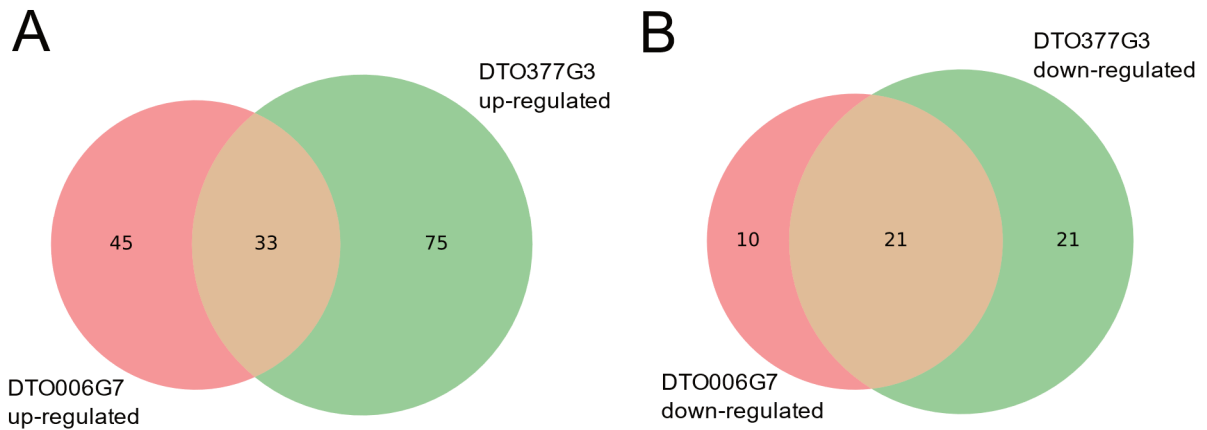 A
DTO377G3
up-regulated
45
33
75
DTO006G7
up-regulated
B
DTO377G3
down-regulated
10
21
21
DTO006G7
down-regulated